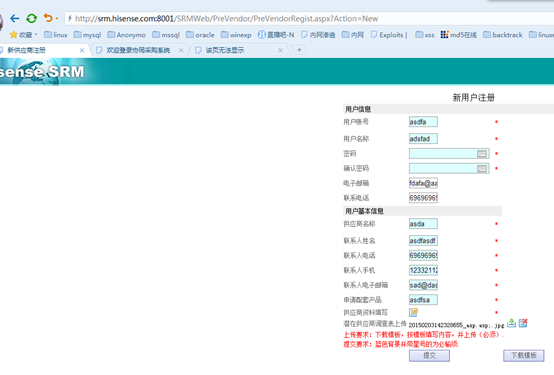 http://srm.hisense.com:8001/SRMWeb/PreVendor/PreVendorRegist.aspx?Action=New
收藏 linux mysql Anonymo mssql oracle winexp 直播吧-N 内网渗透 内网 Exploits | xss md5在线 backtrack linuxe
新供应商注册 欢迎登录协同采购系统 该页无法显示
sense SRM
新用户注册
用户信息
用户账号 asdfa *
用户名称 adsfad *
密码 *
确认密码 *
电子邮箱 fdafa@aa
联系电话 69696969
用户基本信息
供应商名称 asda *
联系人姓名 asdfasdf *
联系人电话 69696969 *
联系人手机 12332112 *
联系人电子邮箱 sad@das *
申请配套产品 asdfsa *
供应商资料填写 *
潜在供应商调查表上传 20150203142328655_asp.asp;.jpg
上传要求：下载模板，按模板填写内容，并上传（必须）.
提交要求：蓝色背景并带星号的为必输项
提交 下载模板